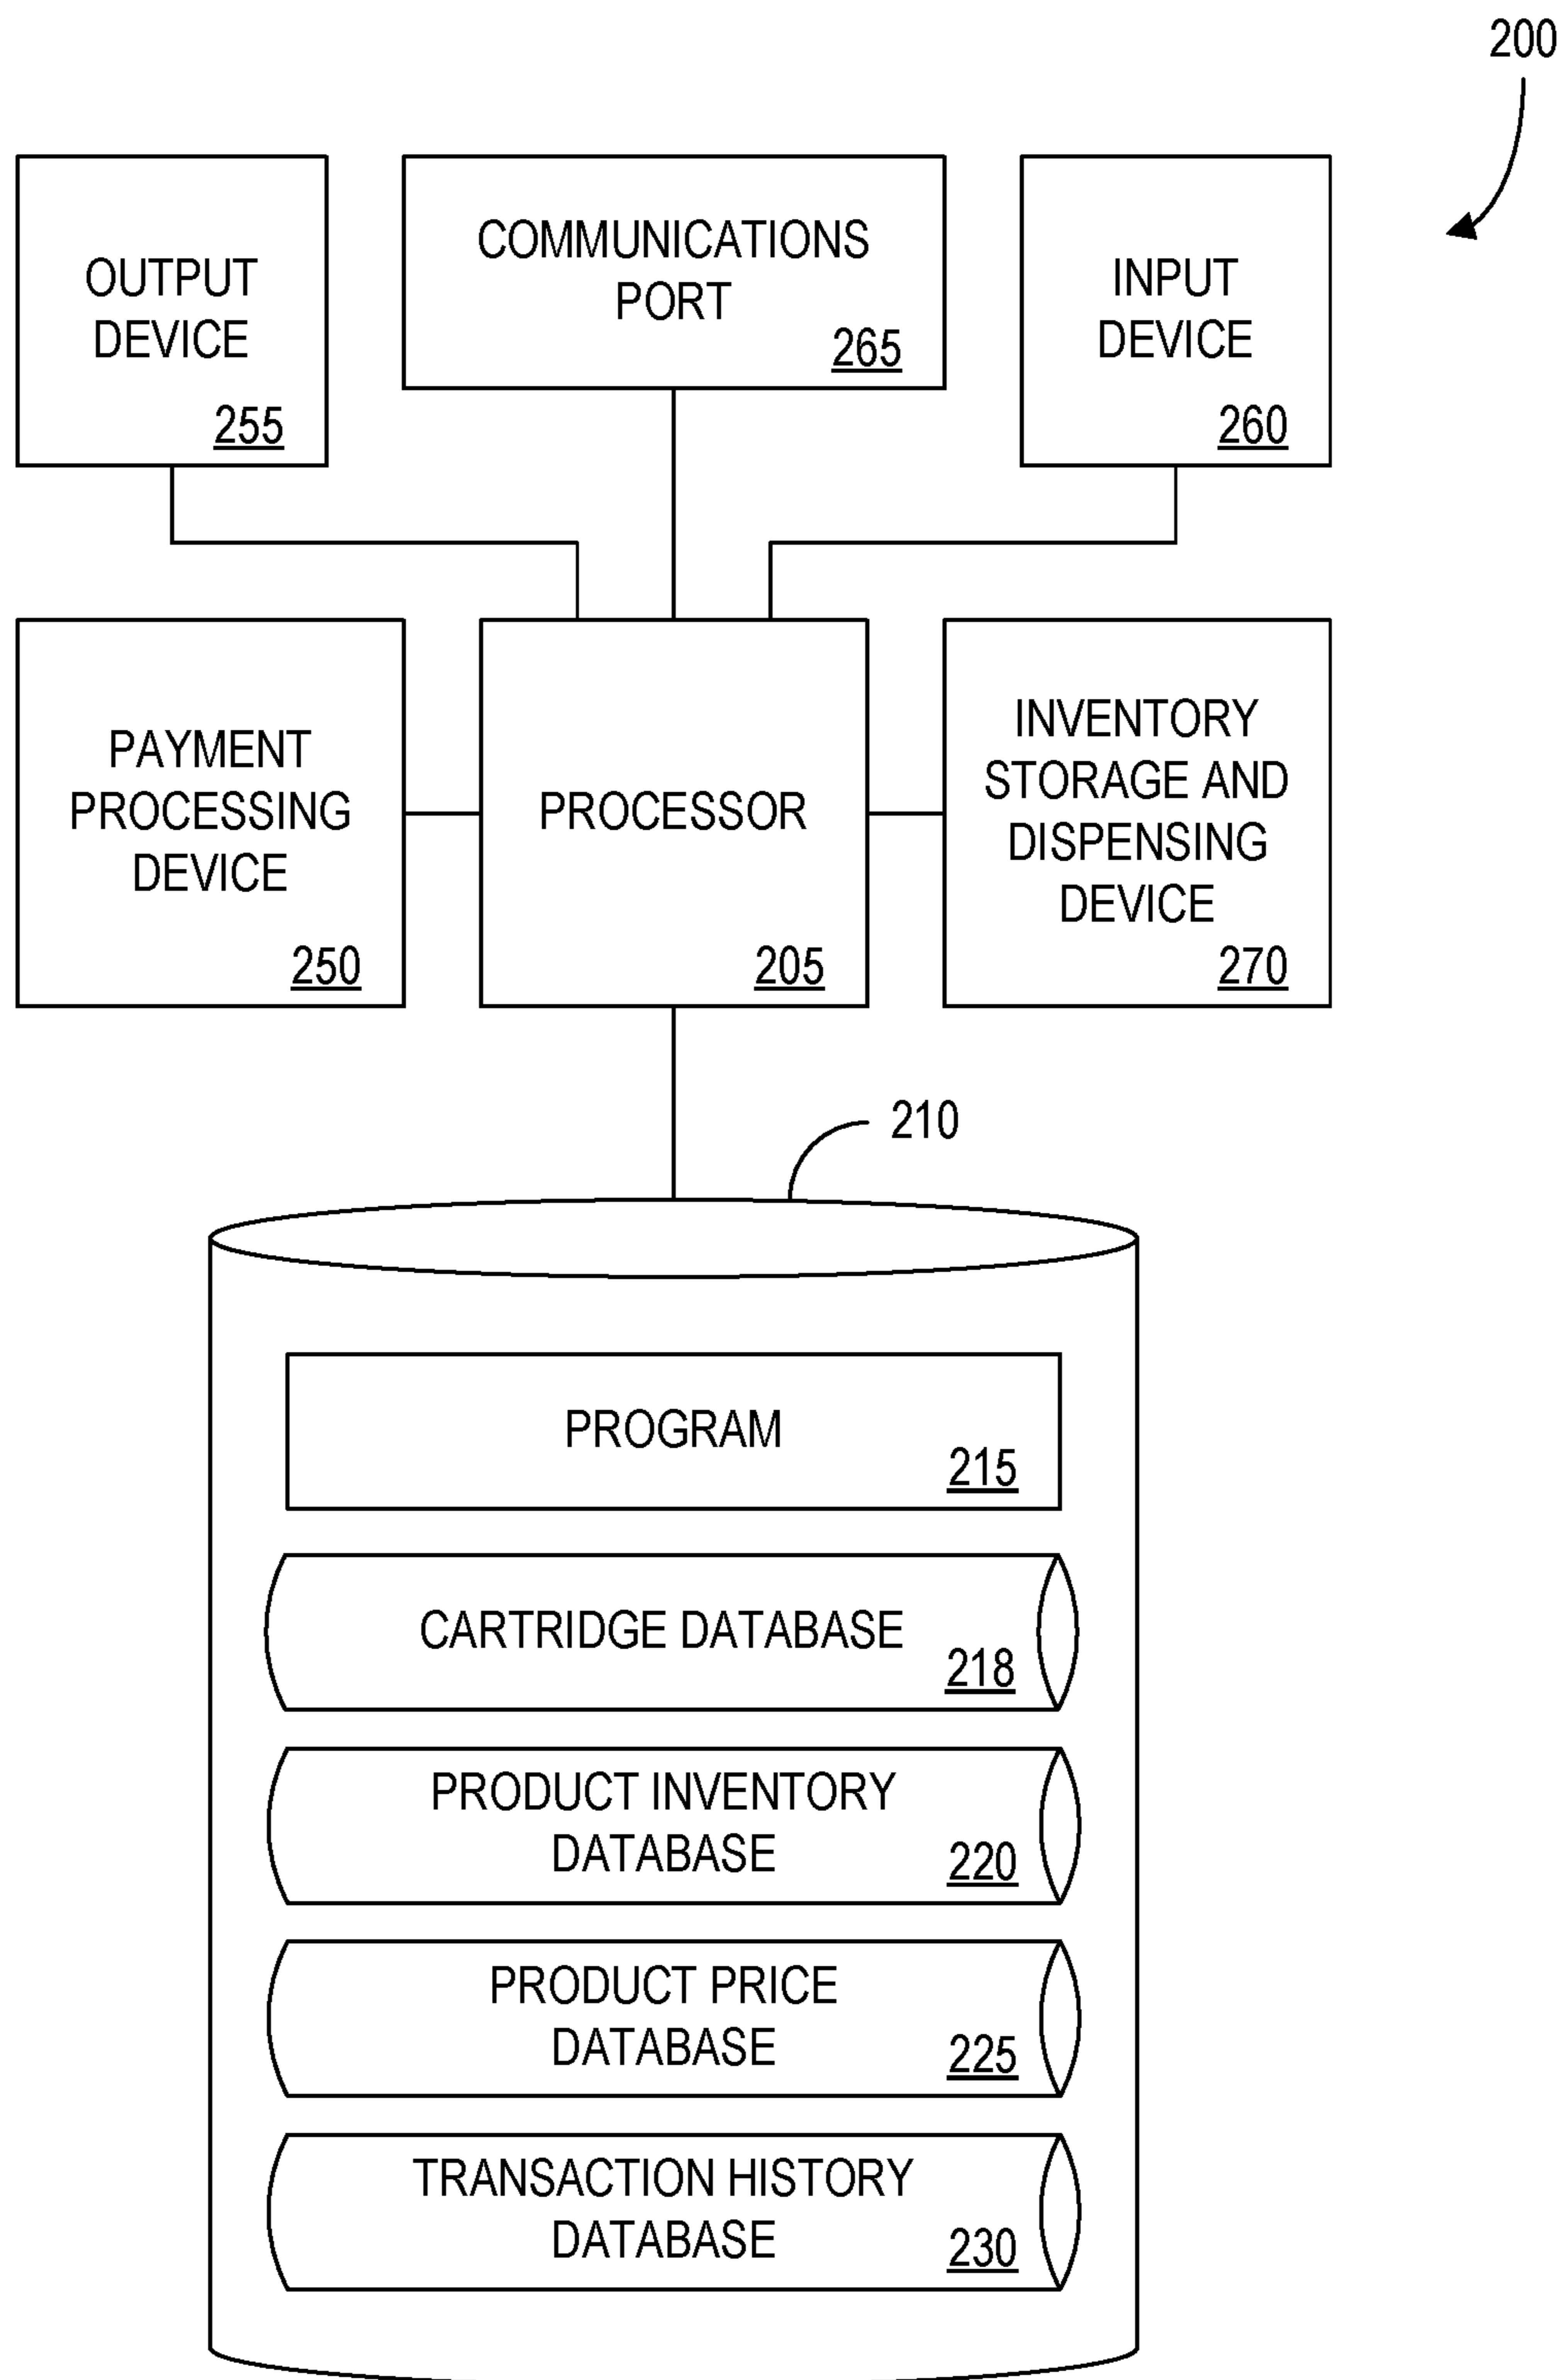 200
OUTPUT
DEVICE
255
COMMUNICATIONS
PORT
265
INPUT
DEVICE
260
PAYMENT
PROCESSING
DEVICE
250
PROCESSOR
205
INVENTORY
STORAGE AND
DISPENSING
DEVICE
270
210
PROGRAM
215
CARTRIDGE DATABASE
218
PRODUCT INVENTORY
DATABASE
220
PRODUCT PRICE
DATABASE
225
TRANSACTION HISTORY
DATABASE
230